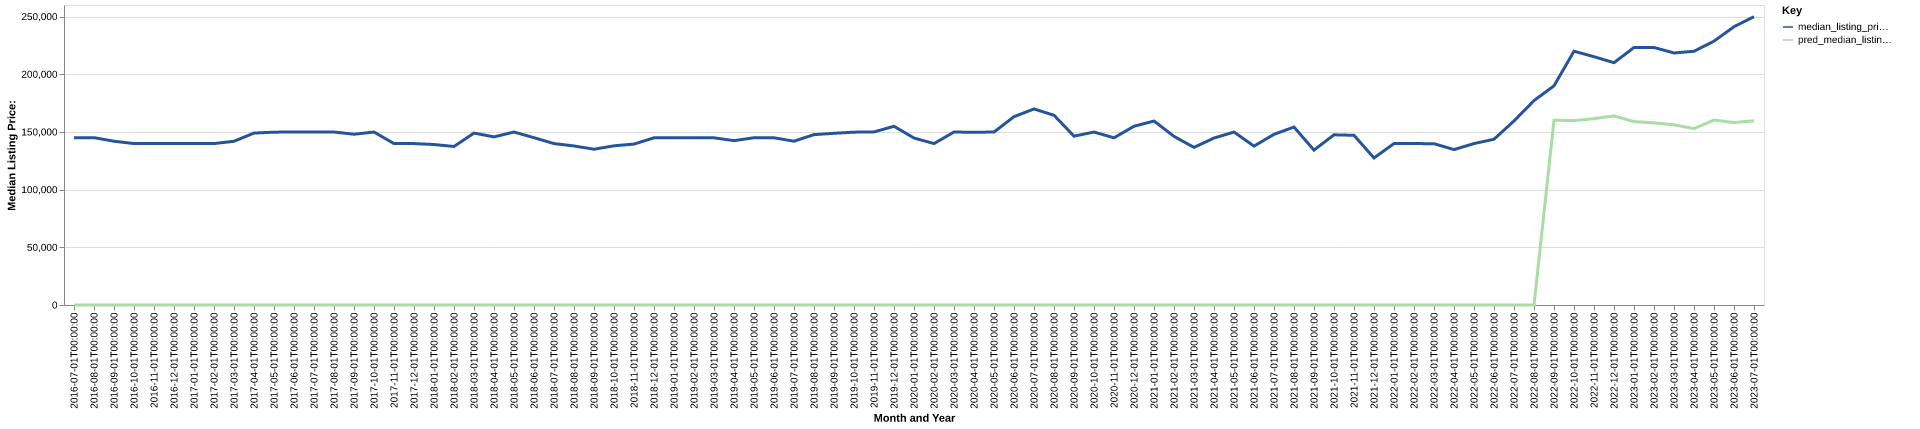 Key
median_listing_pri…
pred_median_listin…
Median Listing Price:
250,000
200,000
150,000
100,000
50,000
0
2016-07-01T00:00:00
2016-08-01T00:00:00
2016-09-01T00:00:00
2016-10-01T00:00:00
2016-11-01T00:00:00
2016-12-01T00:00:00
2017-01-01T00:00:00
2017-02-01T00:00:00
2017-03-01T00:00:00
2017-04-01T00:00:00
2017-05-01T00:00:00
2017-06-01T00:00:00
2017-07-01T00:00:00
2017-08-01T00:00:00
2017-09-01T00:00:00
2017-10-01T00:00:00
2017-11-01T00:00:00
2017-12-01T00:00:00
2018-01-01T00:00:00
2018-02-01T00:00:00
2018-03-01T00:00:00
2018-04-01T00:00:00
2018-05-01T00:00:00
2018-06-01T00:00:00
2018-07-01T00:00:00
2018-08-01T00:00:00
2018-09-01T00:00:00
2018-10-01T00:00:00
2018-11-01T00:00:00
2018-12-01T00:00:00
2019-01-01T00:00:00
2019-02-01T00:00:00
2019-03-01T00:00:00
2019-04-01T00:00:00
2019-05-01T00:00:00
2019-06-01T00:00:00
2019-07-01T00:00:00
2019-08-01T00:00:00
2019-09-01T00:00:00
2019-10-01T00:00:00
2019-11-01T00:00:00
2019-12-01T00:00:00
2020-01-01T00:00:00
2020-02-01T00:00:00
2020-03-01T00:00:00
2020-04-01T00:00:00
2020-05-01T00:00:00
2020-06-01T00:00:00
2020-07-01T00:00:00
2020-08-01T00:00:00
2020-09-01T00:00:00
2020-10-01T00:00:00
2020-11-01T00:00:00
2020-12-01T00:00:00
2021-01-01T00:00:00
2021-02-01T00:00:00
2021-03-01T00:00:00
2021-04-01T00:00:00
2021-05-01T00:00:00
2021-06-01T00:00:00
2021-07-01T00:00:00
2021-08-01T00:00:00
2021-09-01T00:00:00
2021-10-01T00:00:00
2021-11-01T00:00:00
2021-12-01T00:00:00
2022-01-01T00:00:00
2022-02-01T00:00:00
2022-03-01T00:00:00
2022-04-01T00:00:00
2022-05-01T00:00:00
2022-06-01T00:00:00
2022-07-01T00:00:00
2022-08-01T00:00:00
2022-09-01T00:00:00
2022-10-01T00:00:00
2022-11-01T00:00:00
2022-12-01T00:00:00
2023-01-01T00:00:00
2023-02-01T00:00:00
2023-03-01T00:00:00
2023-04-01T00:00:00
2023-05-01T00:00:00
2023-06-01T00:00:00
2023-07-01T00:00:00
Month and Year